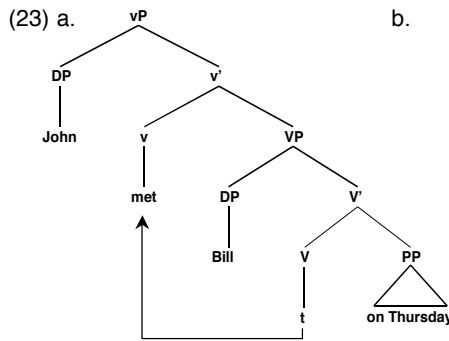 (23) a. vP b.
DP v'
John v VP
met DP V'
Bill V PP
t on Thursday